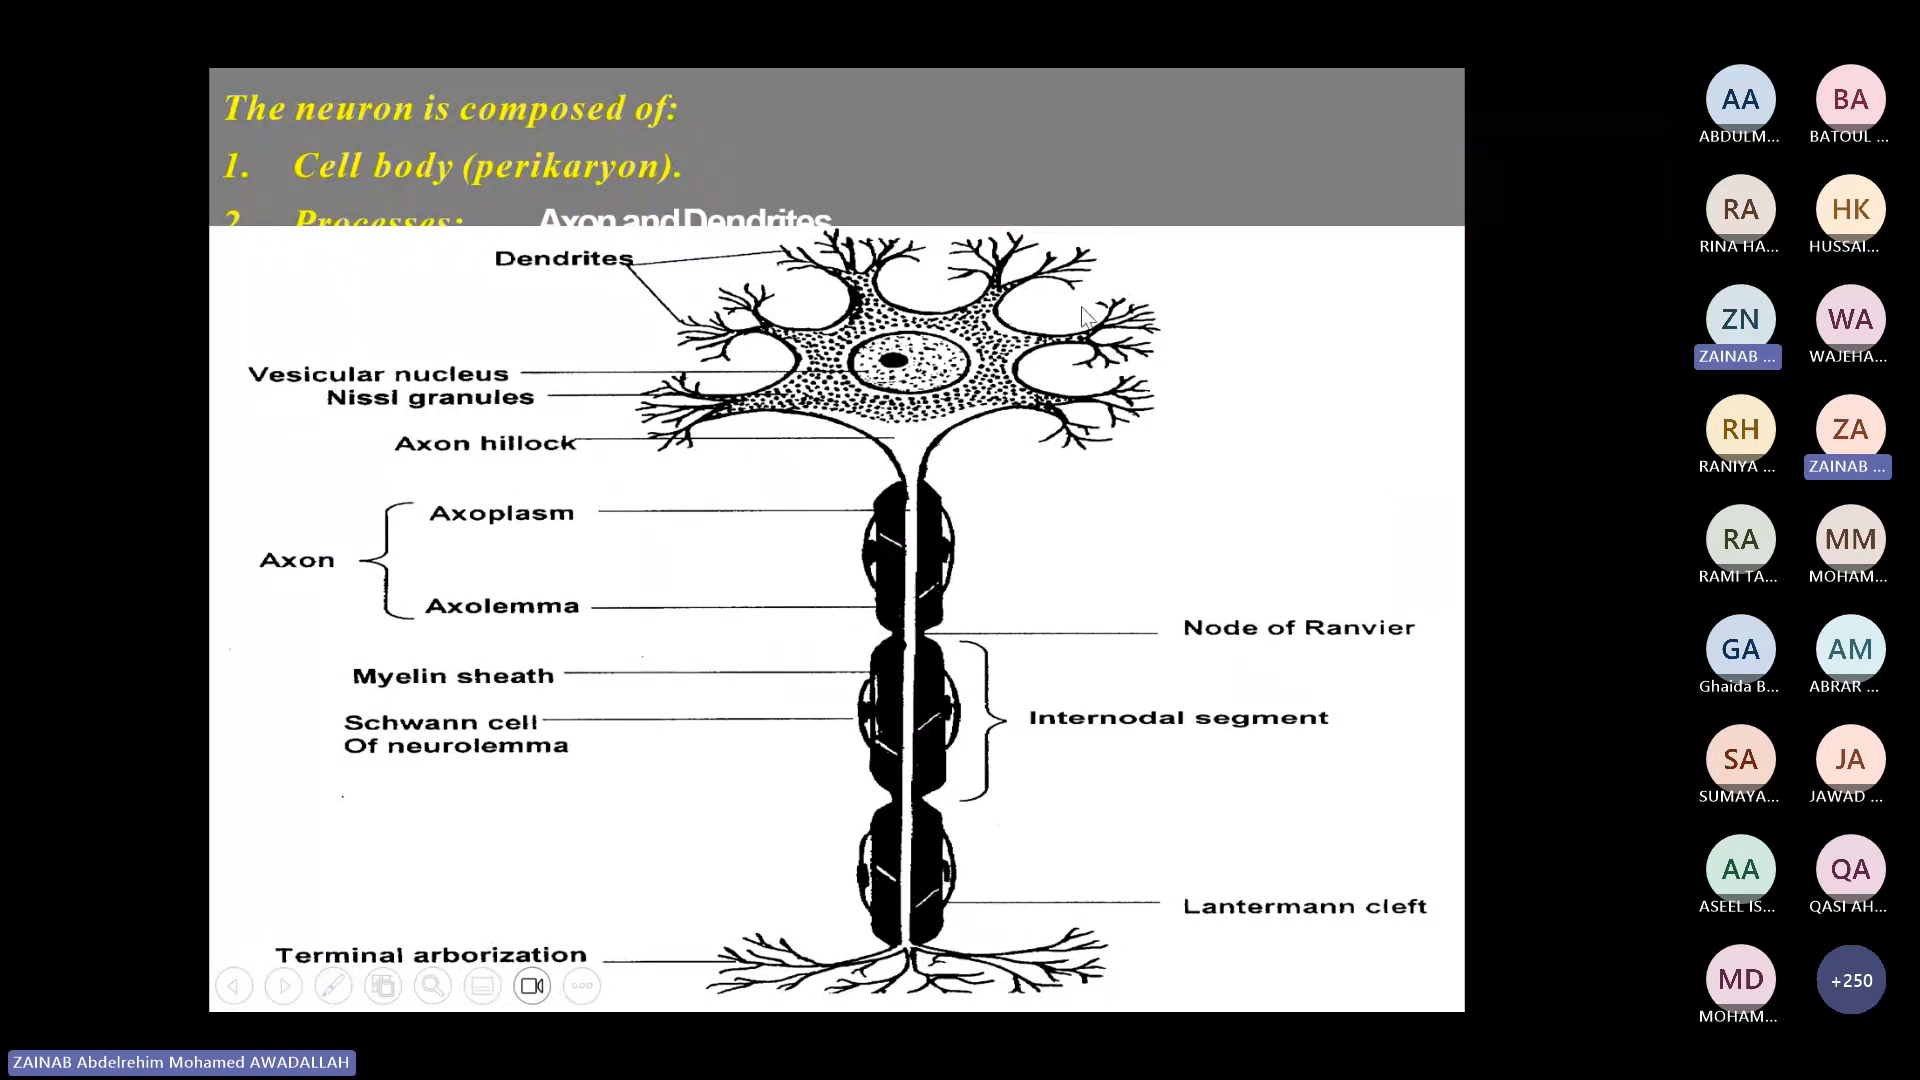 The neuron is composed of:
1. Cell body (perikaryon).
2. Processes: Axon and Dendrites
Dendrites
Vesicular nucleus
Nissl granules
Axon hillock
Axoplasm
Axon
Axolemma
Node of Ranvier
Myelin sheath
Schwann cell
Of neurolemma
Internodal segment
Lantermann cleft
Terminal arborization
AA BA
ABDULM... BATOUL ...
RA HK
RINA HA... HUSSAI...
ZN WA
ZAINAB ... WAJEHA...
RH ZA
RANIYA ... ZAINAB ...
RA MM
RAMI TA... MOHAM...
GA AM
Ghaida B... ABRAR ...
SA JA
SUMAYA... JAWAD ...
AA QA
ASEEL IS... QASI AH...
MD +250
MOHAM...
ZAINAB Abdelrehim Mohamed AWADALLAH